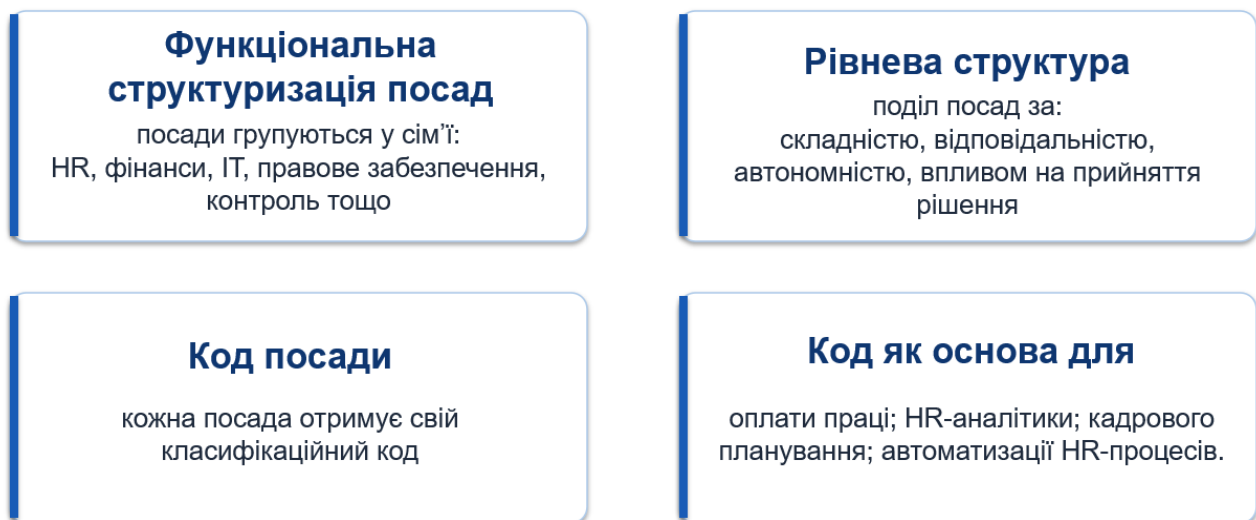 Функціональна
структуризація посад
посади групуються у сім’ї:
HR, фінанси, IT, правове забезпечення,
контроль тощо
Рівнева структура
поділ посад за:
складністю, відповідальністю,
автономністю, впливом на прийняття
рішення
Код посади
кожна посада отримує свій
класифікаційний код
Код як основа для
оплати праці; HR-аналітики; кадрового
планування; автоматизації HR-процесів.